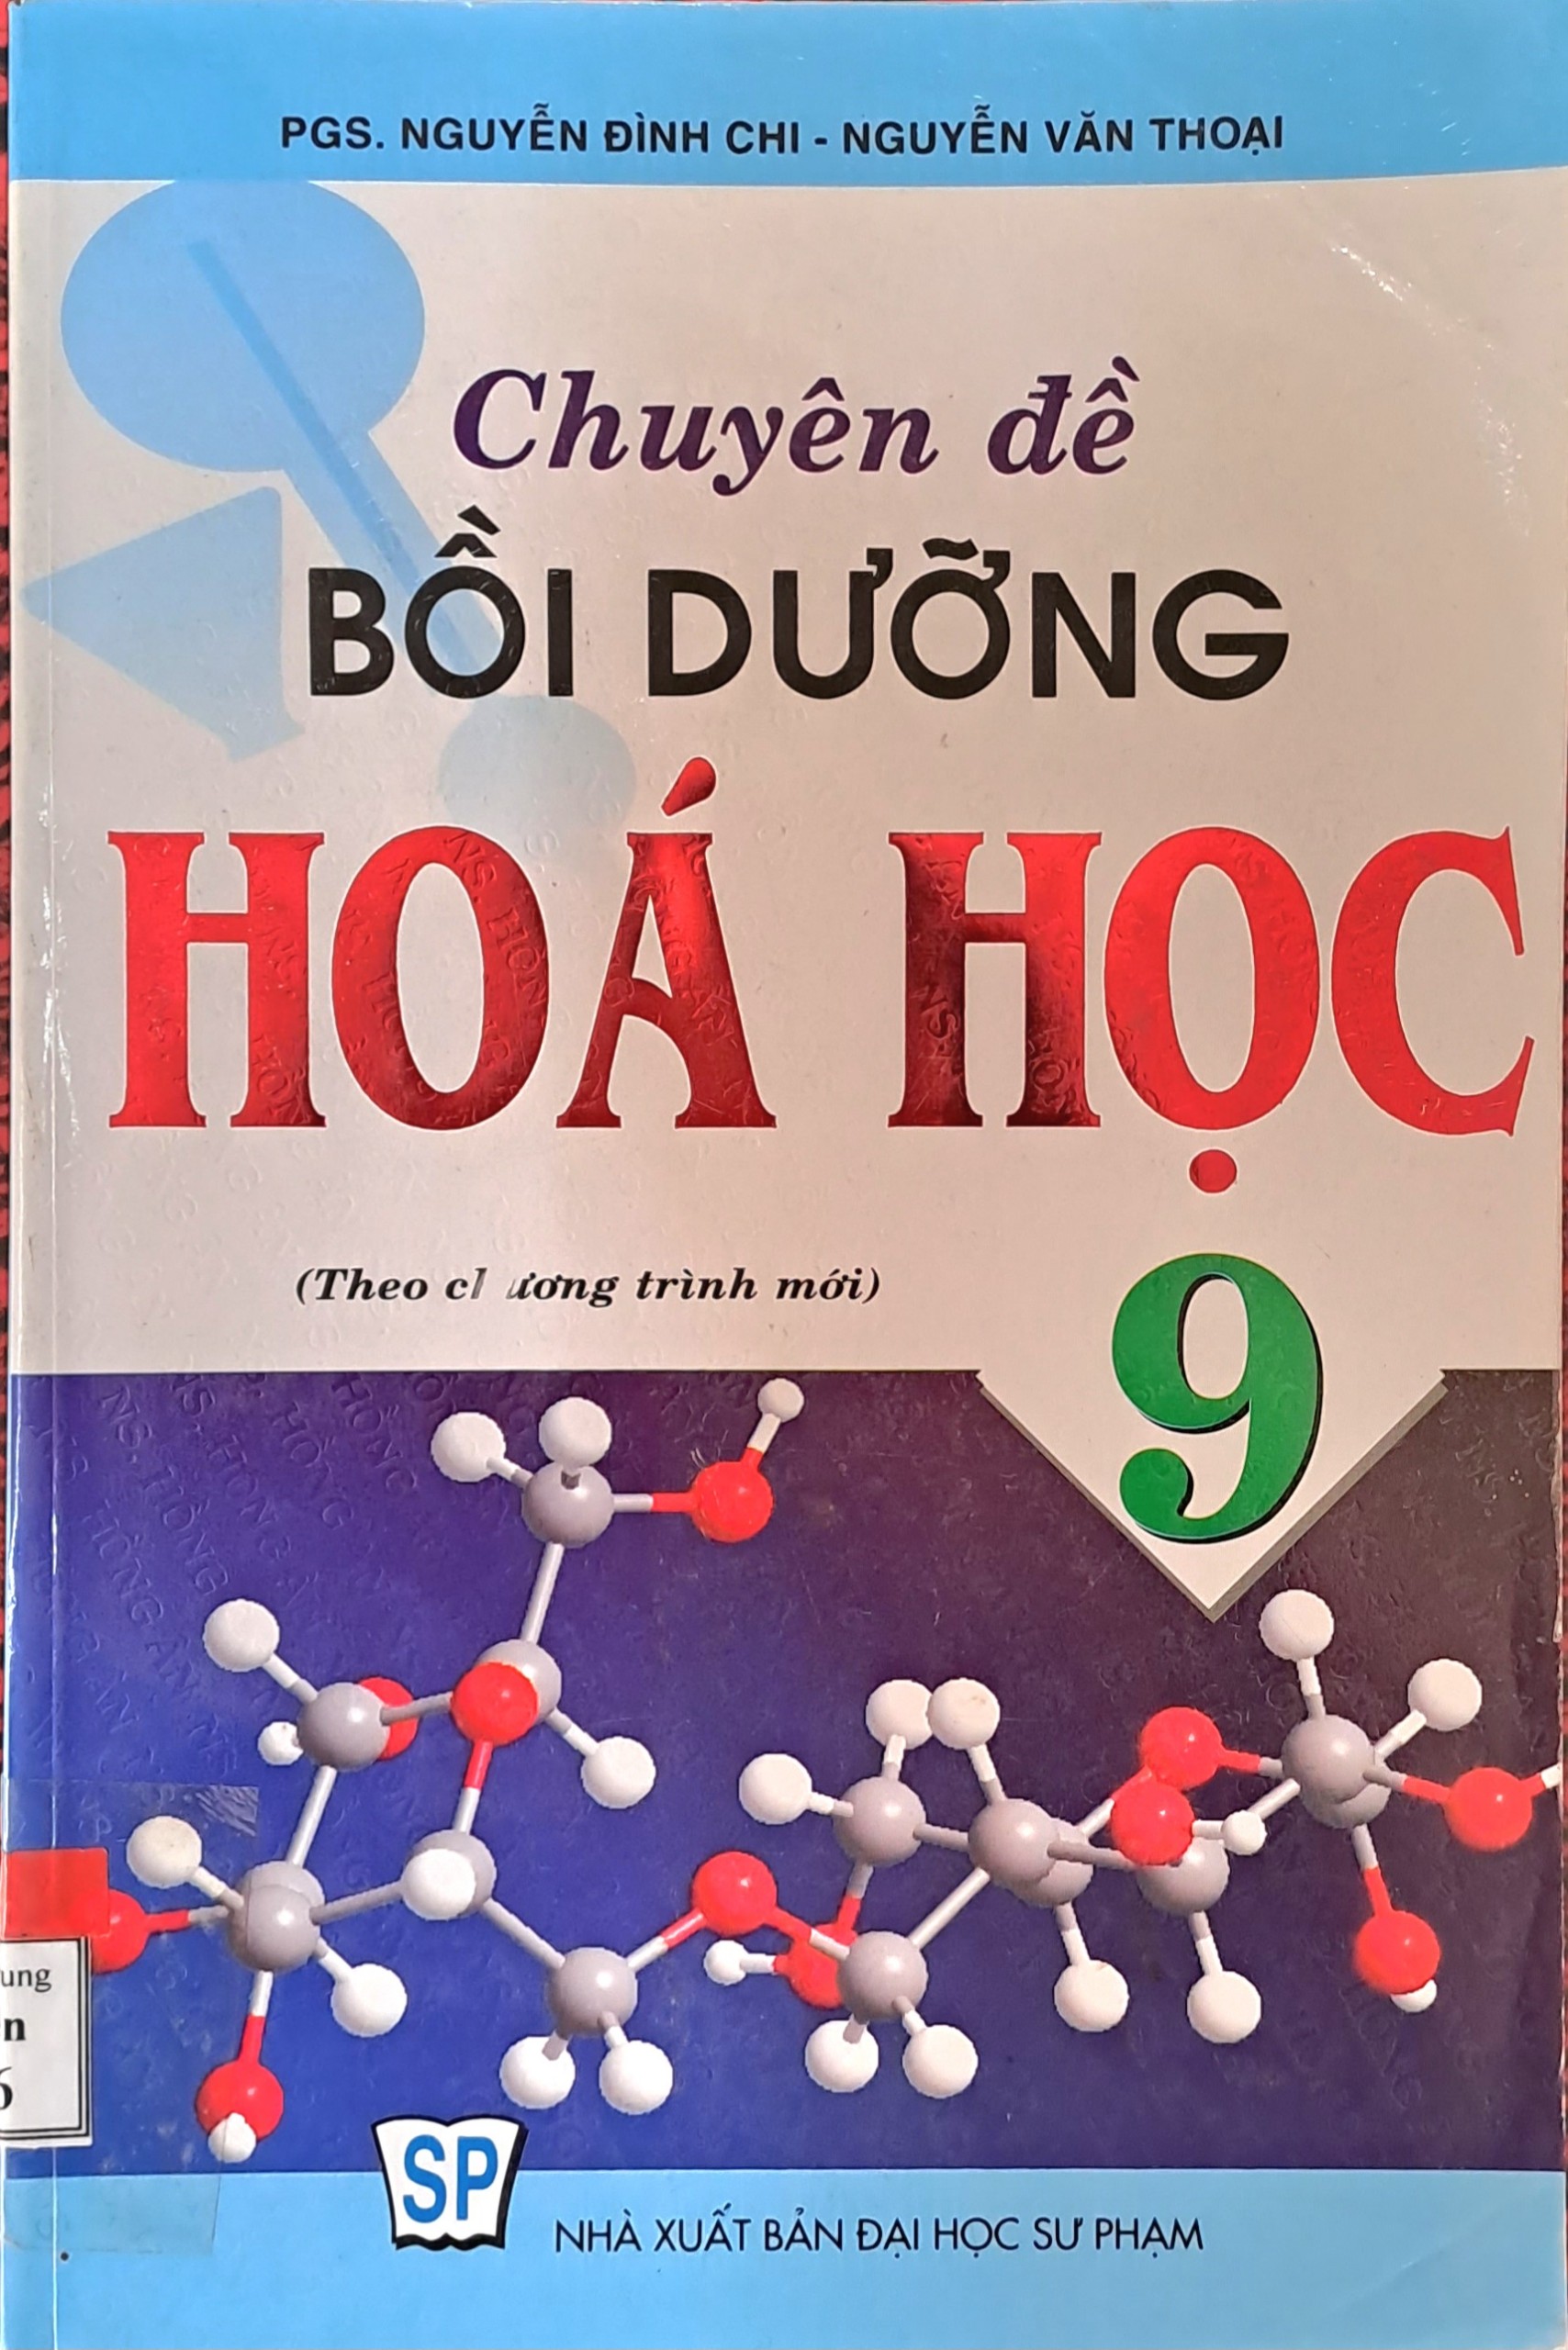 PGS. NGUYỄN ĐÌNH CHI - NGUYỄN VĂN THOẠI
Chuyên đề
BỒI DƯỠNG
HOÁ HỌC
9
(Theo chương trình mới)
SP
NHÀ XUẤT BẢN ĐẠI HỌC SƯ PHẠM